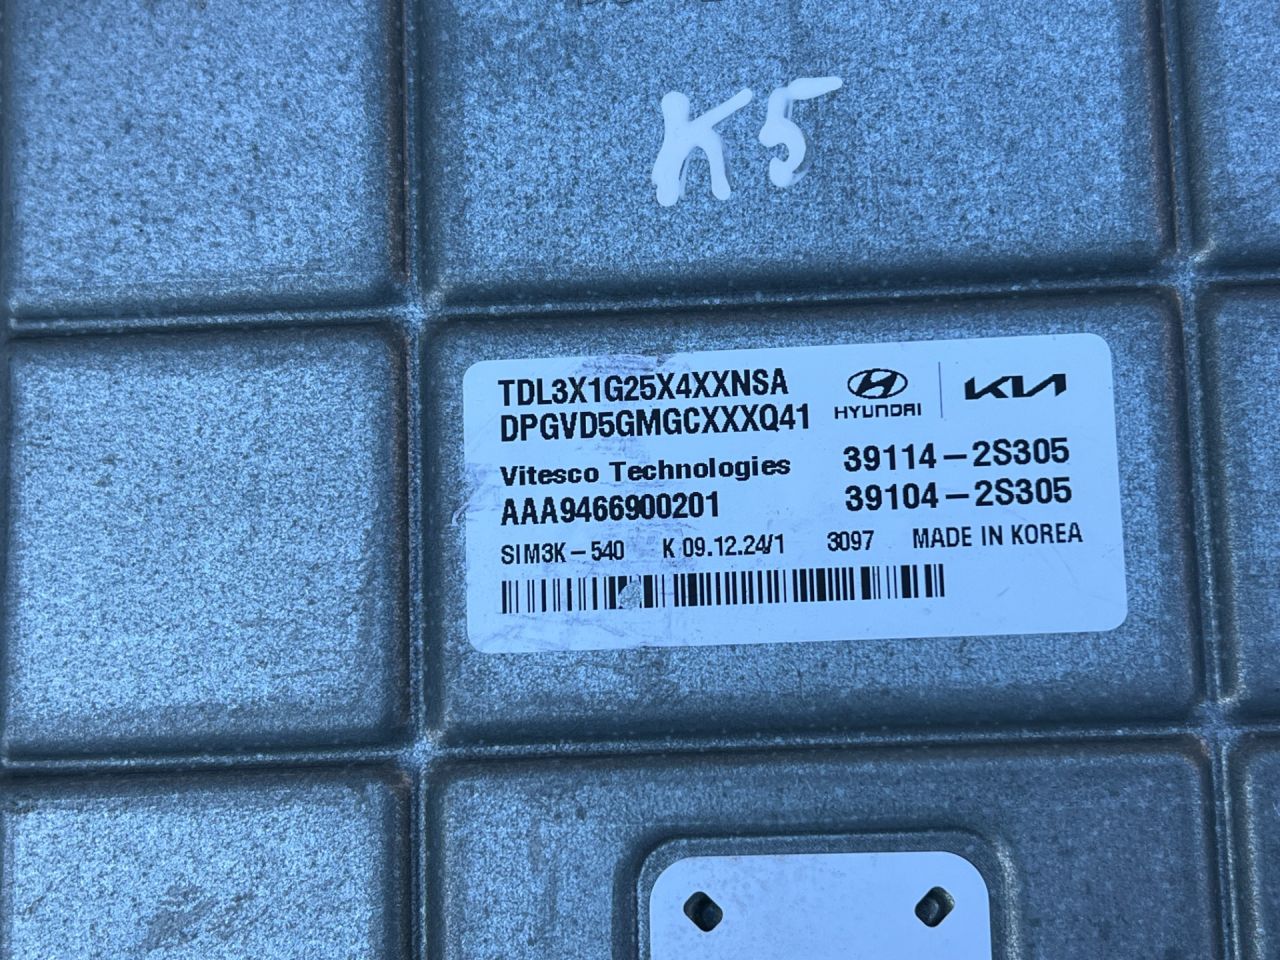 K5
TDL3X1G25X4XXNSA
DPGVD5GMGCXXXQ41
HYUNDAI
KIA
Vitesco Technologies
39114-2S305
AAA9466900201
39104-2S305
SIM3K-540 K 09.12.24/1 3097 MADE IN KOREA